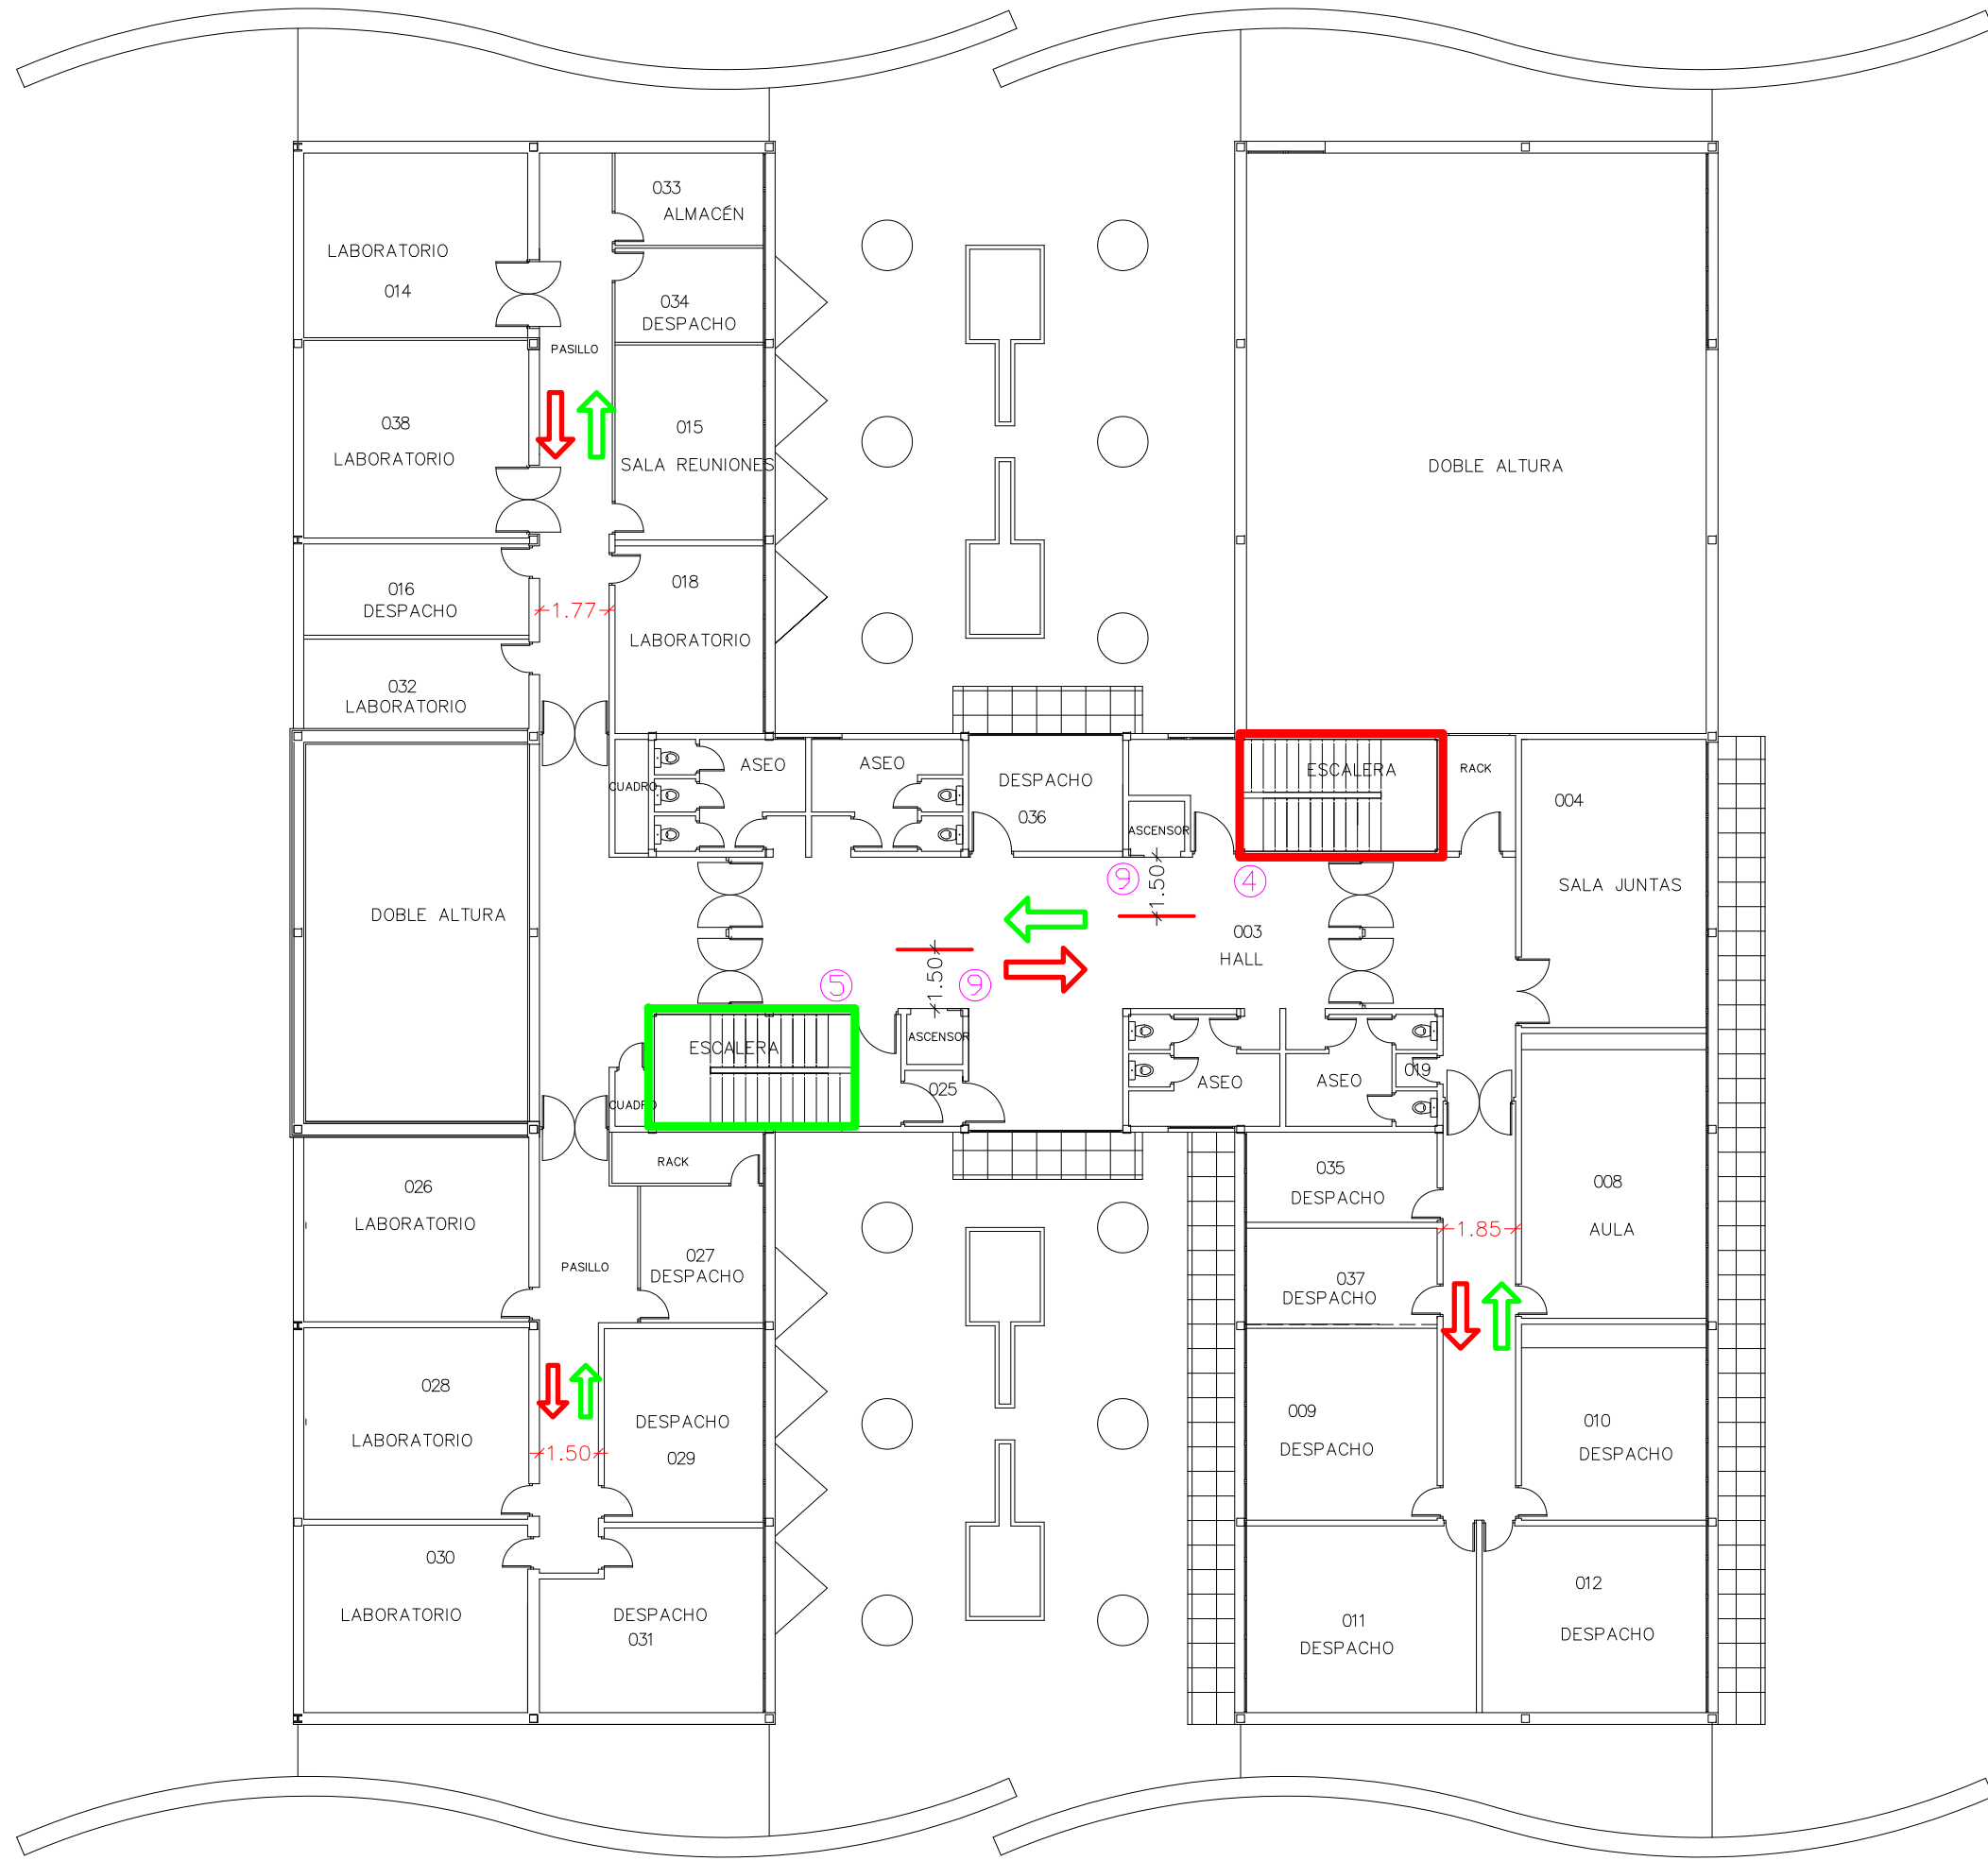 033
ALMACÉN
LABORATORIO
014
034
DESPACHO
PASILLO
038
LABORATORIO
015
SALA REUNIONES
DOBLE ALTURA
016
DESPACHO
1.77
018
LABORATORIO
032
LABORATORIO
CUADRO
ASEO
ASEO
DESPACHO
036
ASCENSOR
ESCALERA
RACK
004
SALA JUNTAS
DOBLE ALTURA
9
1.50
4
003
HALL
5
1.50
9
ESCALERA
ASCENSOR
025
CUADRO
ASEO
ASEO
019
RACK
026
LABORATORIO
027
DESPACHO
PASILLO
035
DESPACHO
1.85
008
AULA
037
DESPACHO
028
LABORATORIO
DESPACHO
029
1.50
009
DESPACHO
010
DESPACHO
030
LABORATORIO
DESPACHO
031
011
DESPACHO
012
DESPACHO